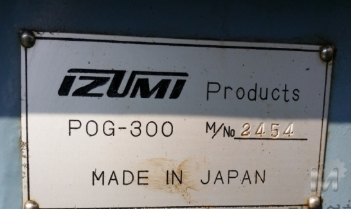 IZUMI Products
POG-300 M/No 2454
MADE IN JAPAN